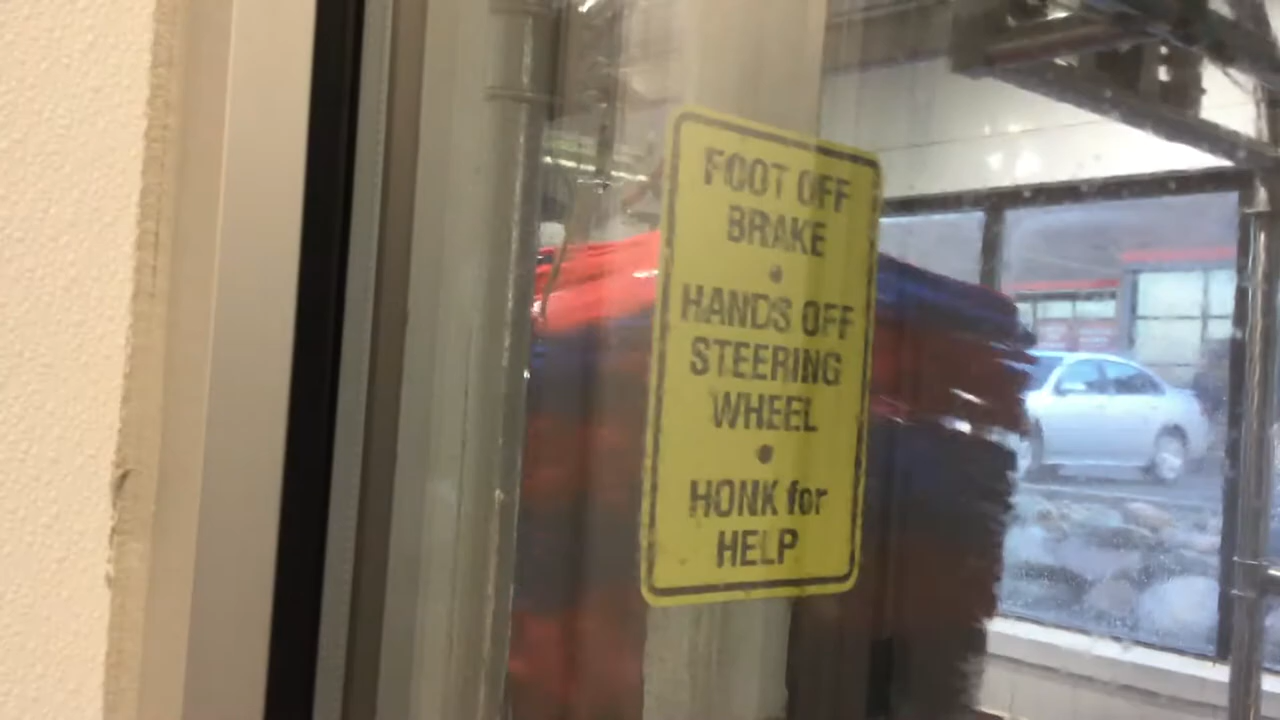 FOOT OFF
BRAKE
•
HANDS OFF
STEERING
WHEEL
•
HONK for
HELP